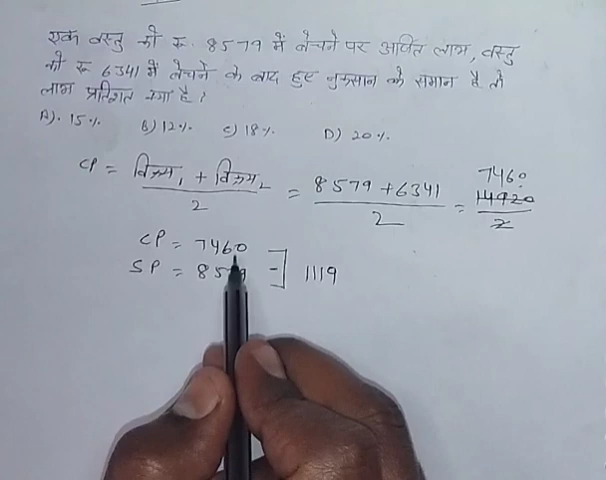 एक वस्तु को रू. 8579 में बेचने पर अर्जित लाभ, वस्तु
को रू 6341 में बेचने के बाद हुए नुकसान के समान है तो
लाभ प्रतिशत क्या है?
A). 15%. B) 12%. C) 18%. D) 20%.
CP = विक्रय₁ + विक्रय₂ / 2 = 8579 + 6341 / 2 = 14920 / 2 7460
CP = 7460
SP = 8579 ] 1119